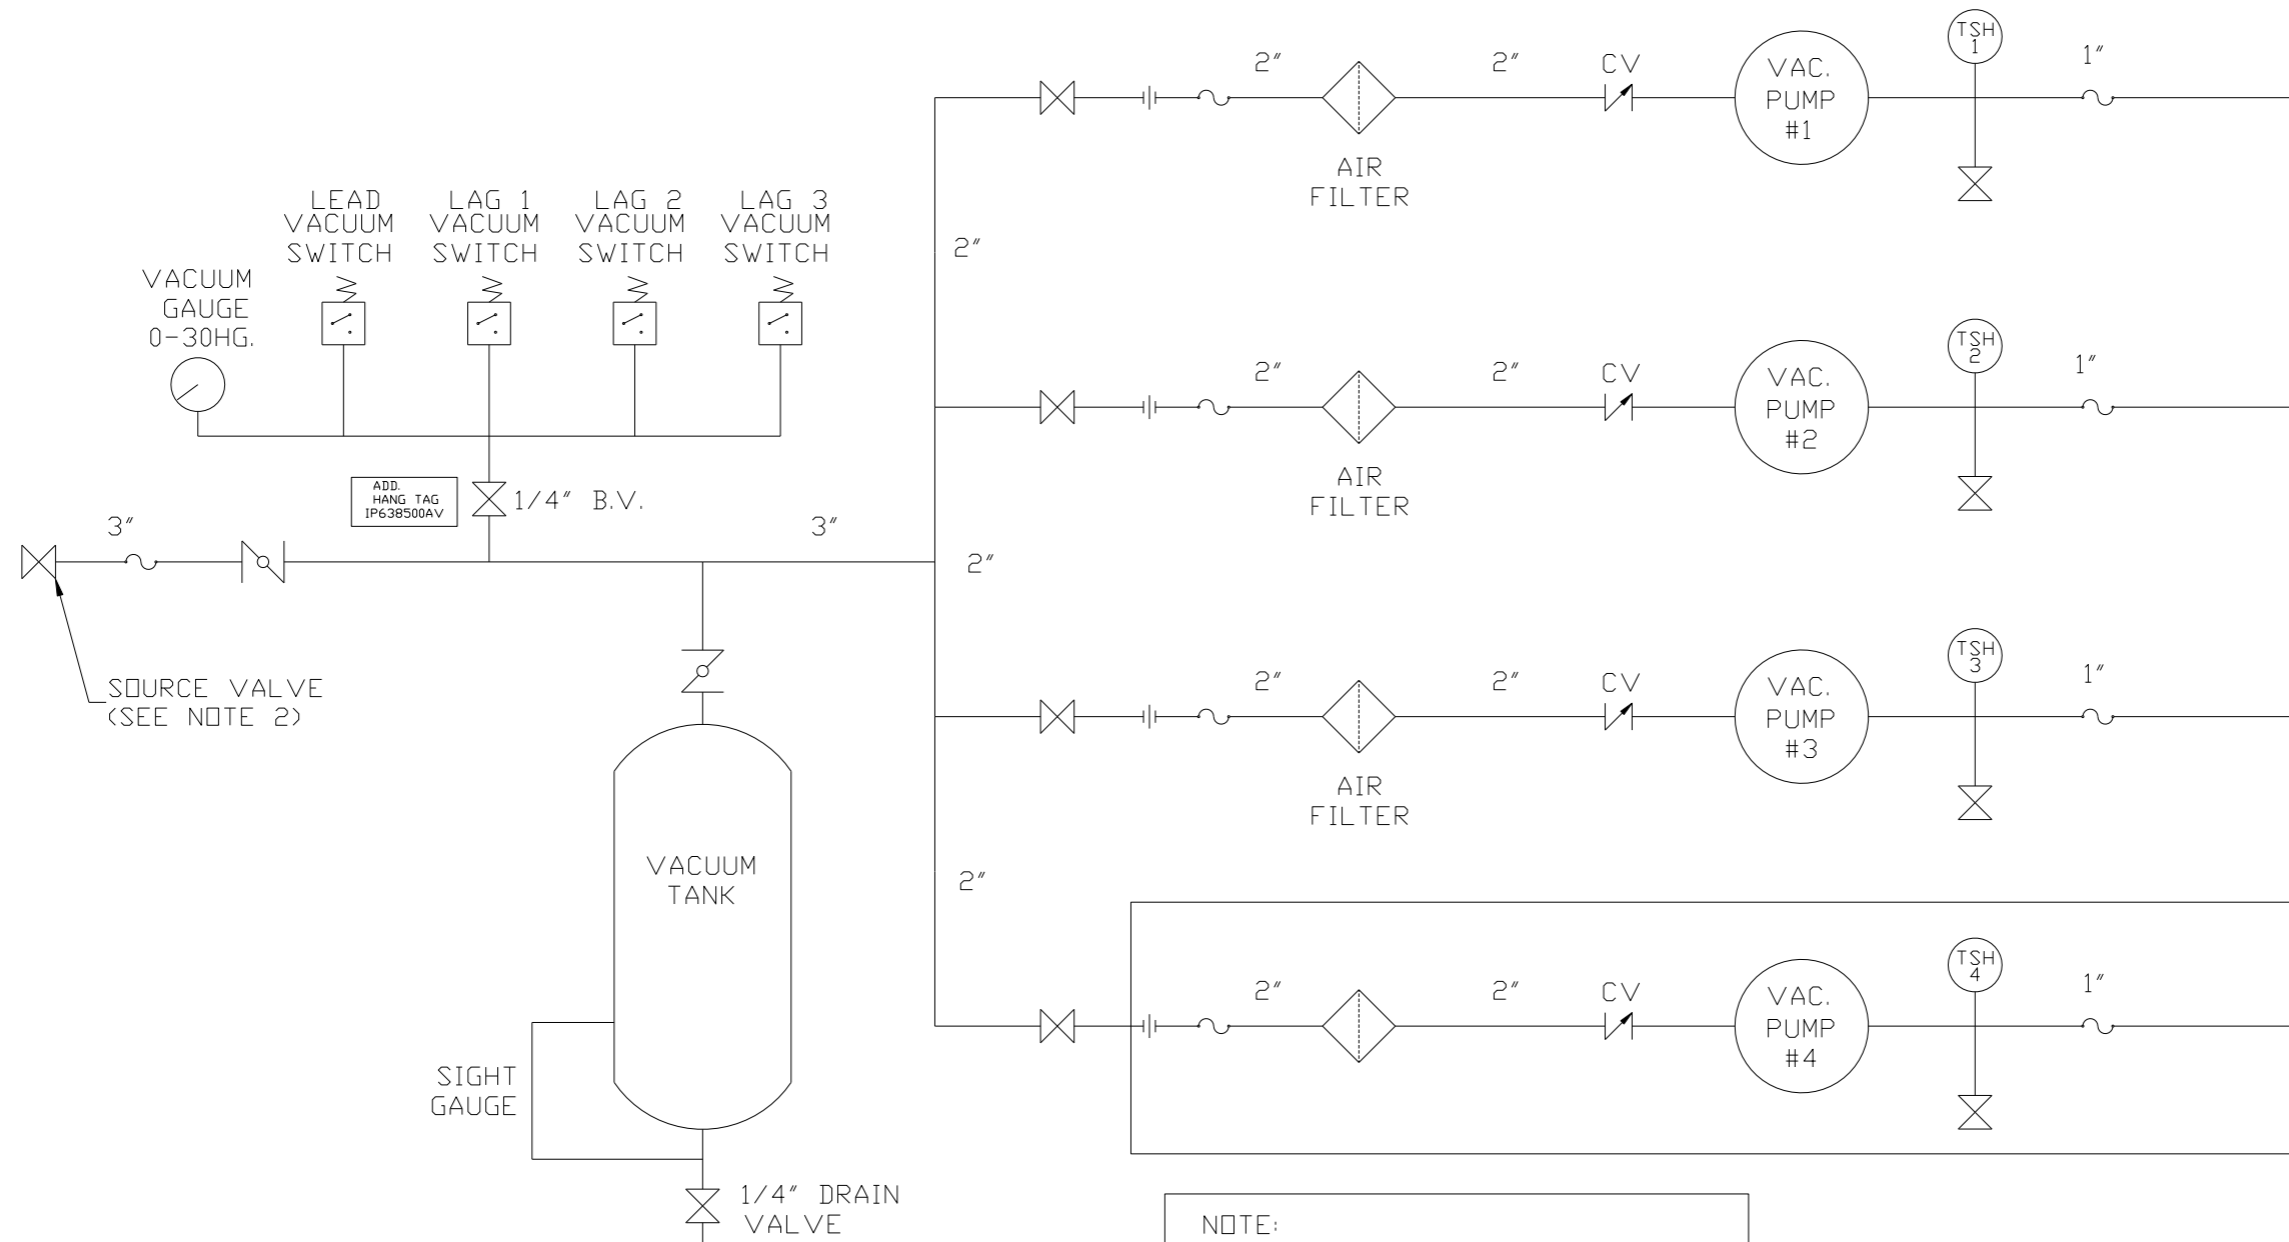 TSH
1
2"
2"
CV
VAC.
PUMP
#1
1"
AIR
FILTER
LEAD
VACUUM
SWITCH
LAG 1
VACUUM
SWITCH
LAG 2
VACUUM
SWITCH
LAG 3
VACUUM
SWITCH
2"
VACUUM
GAUGE
0-30HG.
TSH
2
2"
2"
CV
VAC.
PUMP
#2
1"
AIR
FILTER
ADD.
HANG TAG
IP638500AV
1/4" B.V.
3"
3"
2"
SOURCE VALVE
(SEE NOTE 2)
TSH
3
2"
2"
CV
VAC.
PUMP
#3
1"
AIR
FILTER
VACUUM
TANK
2"
TSH
4
2"
2"
CV
VAC.
PUMP
#4
1"
SIGHT
GAUGE
1/4" DRAIN
VALVE
NOTE: